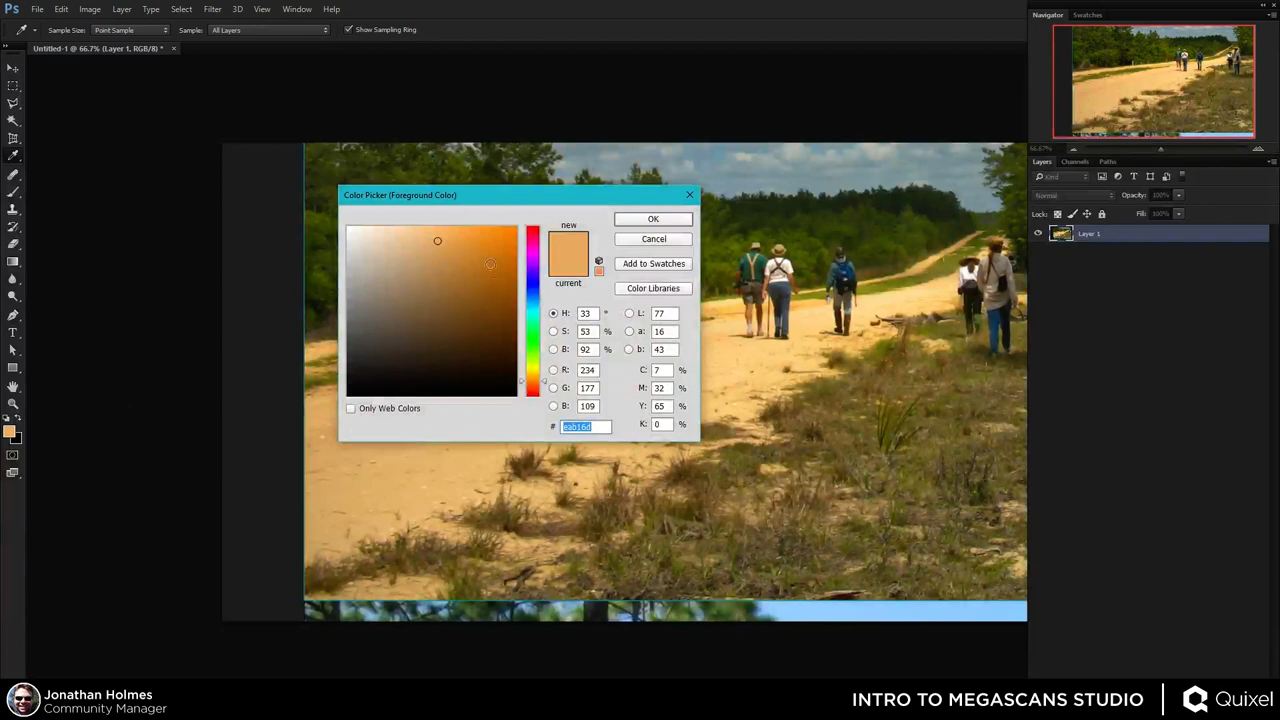 Ps File Edit Image Layer Type Select Filter 3D View Window Help
Sample Size: Point Sample Sample: All Layers Show Sampling Ring
Untitled-1 @ 66.7% (Layer 1, RGB/8) *
Navigator Swatches
66.67%
Layers Channels Paths
Kind
Normal Opacity: 100%
Lock: Fill: 100%
Layer 1
Color Picker (Foreground Color)
new
current
OK
Cancel
Add to Swatches
Color Libraries
H: 33 ° L: 77
S: 53 % a: 16
B: 92 % b: 43
R: 234 C: 7 %
G: 177 M: 32 %
B: 109 Y: 65 %
# eab16d K: 0 %
Only Web Colors
Jonathan Holmes
Community Manager
INTRO TO MEGASCANS STUDIO
Quixel